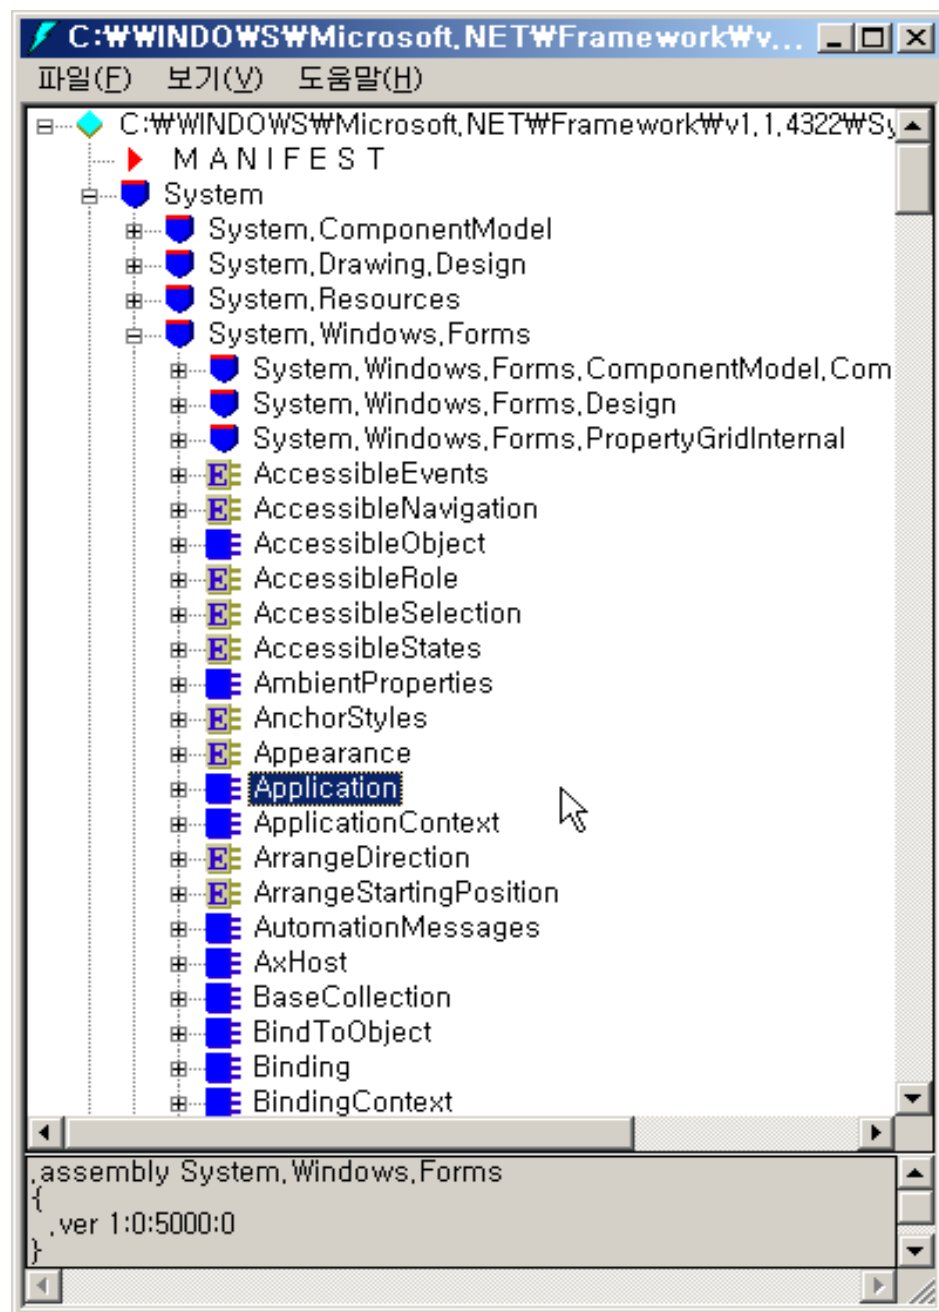 C:₩WINDOWS₩Microsoft.NET₩Framework₩v...
파일(F) 보기(V) 도움말(H)
C:₩WINDOWS₩Microsoft.NET₩Framework₩v1.1.4322₩Sy
M A N I F E S T
System
System.ComponentModel
System.Drawing.Design
System.Resources
System.Windows.Forms
System.Windows.Forms.ComponentModel.Com
System.Windows.Forms.Design
System.Windows.Forms.PropertyGridInternal
E AccessibleEvents
E AccessibleNavigation
AccessibleObject
E AccessibleRole
E AccessibleSelection
E AccessibleStates
AmbientProperties
E AnchorStyles
E Appearance
Application
ApplicationContext
E ArrangeDirection
E ArrangeStartingPosition
AutomationMessages
AxHost
BaseCollection
BindToObject
Binding
BindingContext
.assembly System.Windows.Forms
{
.ver 1:0:5000:0
}